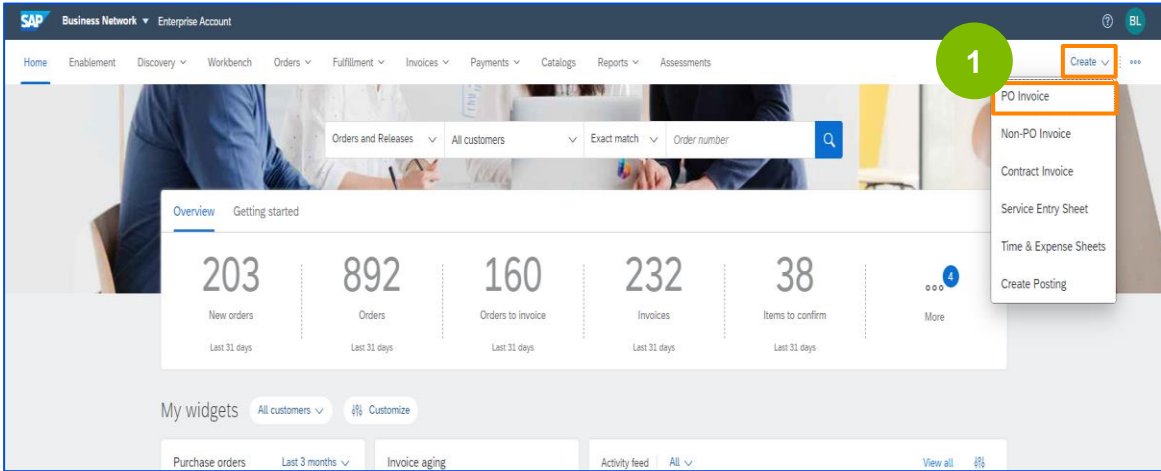 SAP Business Network Enterprise Account BL
1
Home Enablement Discovery Workbench Orders Fulfillment Invoices Payments Catalogs Reports Assessments Create
PO Invoice
Non-PO Invoice
Contract Invoice
Service Entry Sheet
Time & Expense Sheets
Create Posting
Orders and Releases All customers Exact match Order number
Overview Getting started
203 892 160 232 38 4
New orders Orders Orders to invoice Invoices Items to confirm More
Last 31 days Last 31 days Last 31 days Last 31 days Last 31 days
My widgets All customers Customize
Purchase orders Last 3 months Invoice aging Activity feed All View all